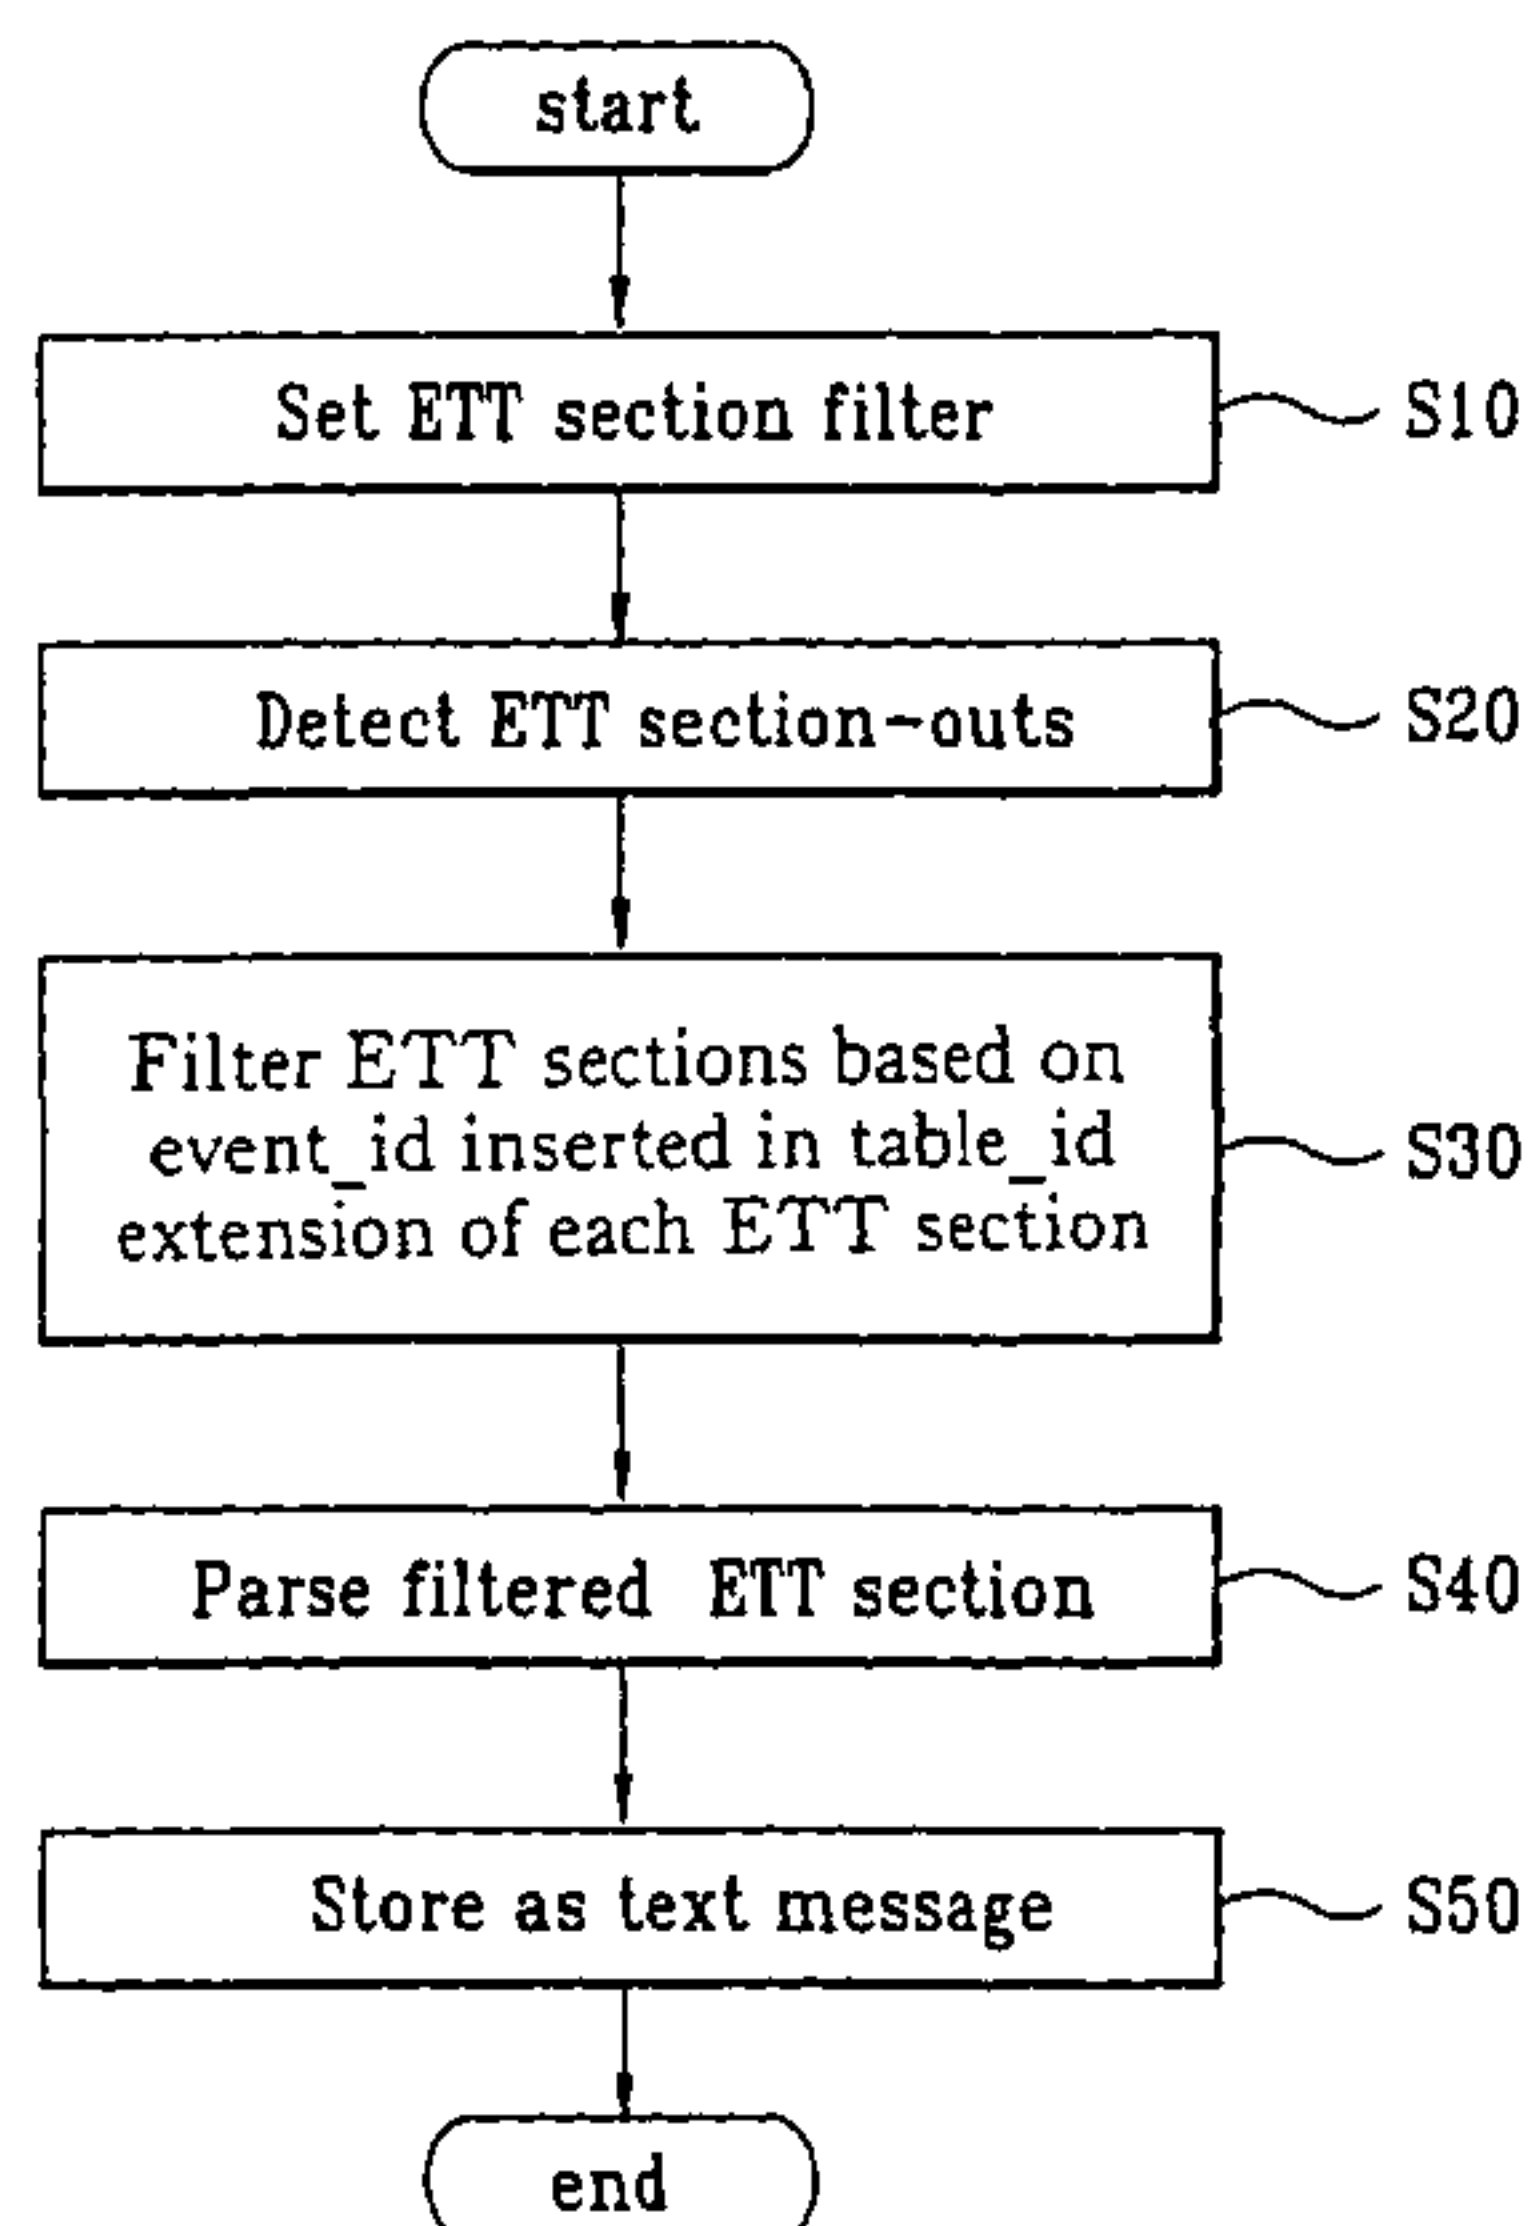 start
Set ETT section filter
S10
Detect ETT section-outs
S20
Filter ETT sections based on
event_id inserted in table_id
extension of each ETT section
S30
Parse filtered ETT section
S40
Store as text message
S50
end